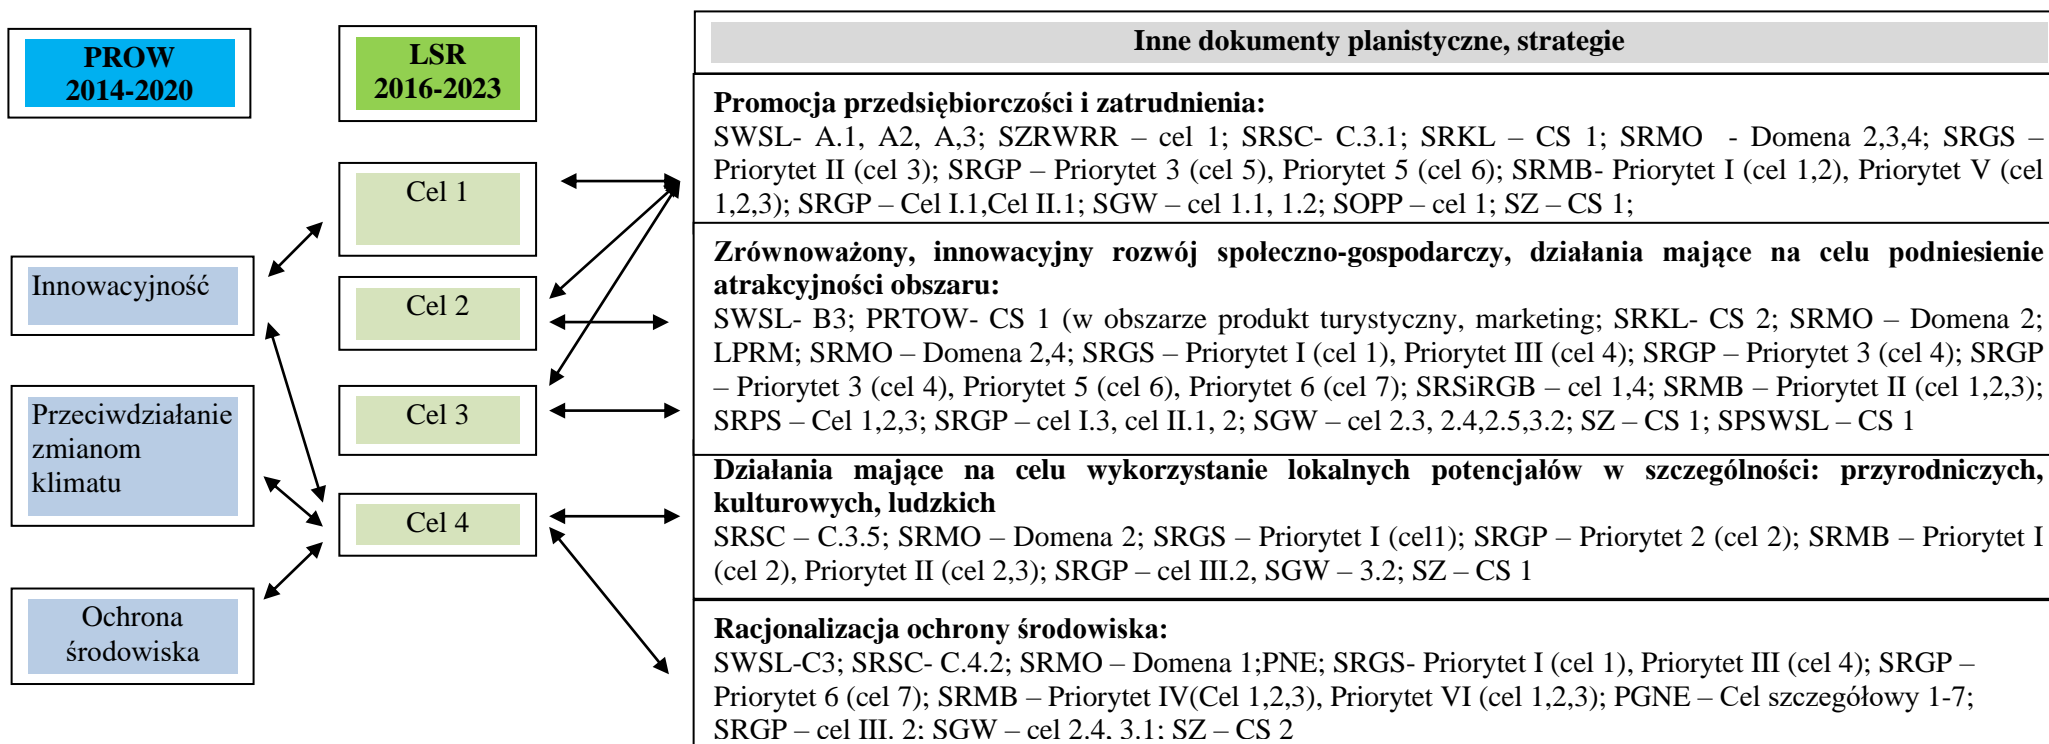 PROW
2014-2020
LSR
2016-2023
Inne dokumenty planistyczne, strategie
Innowacyjność
Przeciwdziałanie
zmianom
klimatu
Ochrona
środowiska
Cel 1
Cel 2
Cel 3
Cel 4
Promocja przedsiębiorczości i zatrudnienia:
SWSL- A.1, A2, A,3; SZRWRR – cel 1; SRSC- C.3.1; SRKL – CS 1; SRMO - Domena 2,3,4; SRGS –
Priorytet II (cel 3); SRGP – Priorytet 3 (cel 5), Priorytet 5 (cel 6); SRMB- Priorytet I (cel 1,2), Priorytet V (cel
1,2,3); SRGP – Cel I.1,Cel II.1; SGW – cel 1.1, 1.2; SOPP – cel 1; SZ – CS 1;
Zrównoważony, innowacyjny rozwój społeczno-gospodarczy, działania mające na celu podniesienie
atrakcyjności obszaru:
SWSL- B3; PRTOW- CS 1 (w obszarze produkt turystyczny, marketing; SRKL- CS 2; SRMO – Domena 2;
LPRM; SRMO – Domena 2,4; SRGS – Priorytet I (cel 1), Priorytet III (cel 4); SRGP – Priorytet 3 (cel 4); SRGP
– Priorytet 3 (cel 4), Priorytet 5 (cel 6), Priorytet 6 (cel 7); SRSiRGB – cel 1,4; SRMB – Priorytet II (cel 1,2,3);
SRPS – Cel 1,2,3; SRGP – cel I.3, cel II.1, 2; SGW – cel 2.3, 2.4,2.5,3.2; SZ – CS 1; SPSWSL – CS 1
Działania mające na celu wykorzystanie lokalnych potencjałów w szczególności: przyrodniczych,
kulturowych, ludzkich
SRSC – C.3.5; SRMO – Domena 2; SRGS – Priorytet I (cel1); SRGP – Priorytet 2 (cel 2); SRMB – Priorytet I
(cel 2), Priorytet II (cel 2,3); SRGP – cel III.2, SGW – 3.2; SZ – CS 1
Racjonalizacja ochrony środowiska:
SWSL-C3; SRSC- C.4.2; SRMO – Domena 1;PNE; SRGS- Priorytet I (cel 1), Priorytet III (cel 4); SRGP –
Priorytet 6 (cel 7); SRMB – Priorytet IV(Cel 1,2,3), Priorytet VI (cel 1,2,3); PGNE – Cel szczegółowy 1-7;
SRGP – cel III. 2; SGW – cel 2.4, 3.1; SZ – CS 2